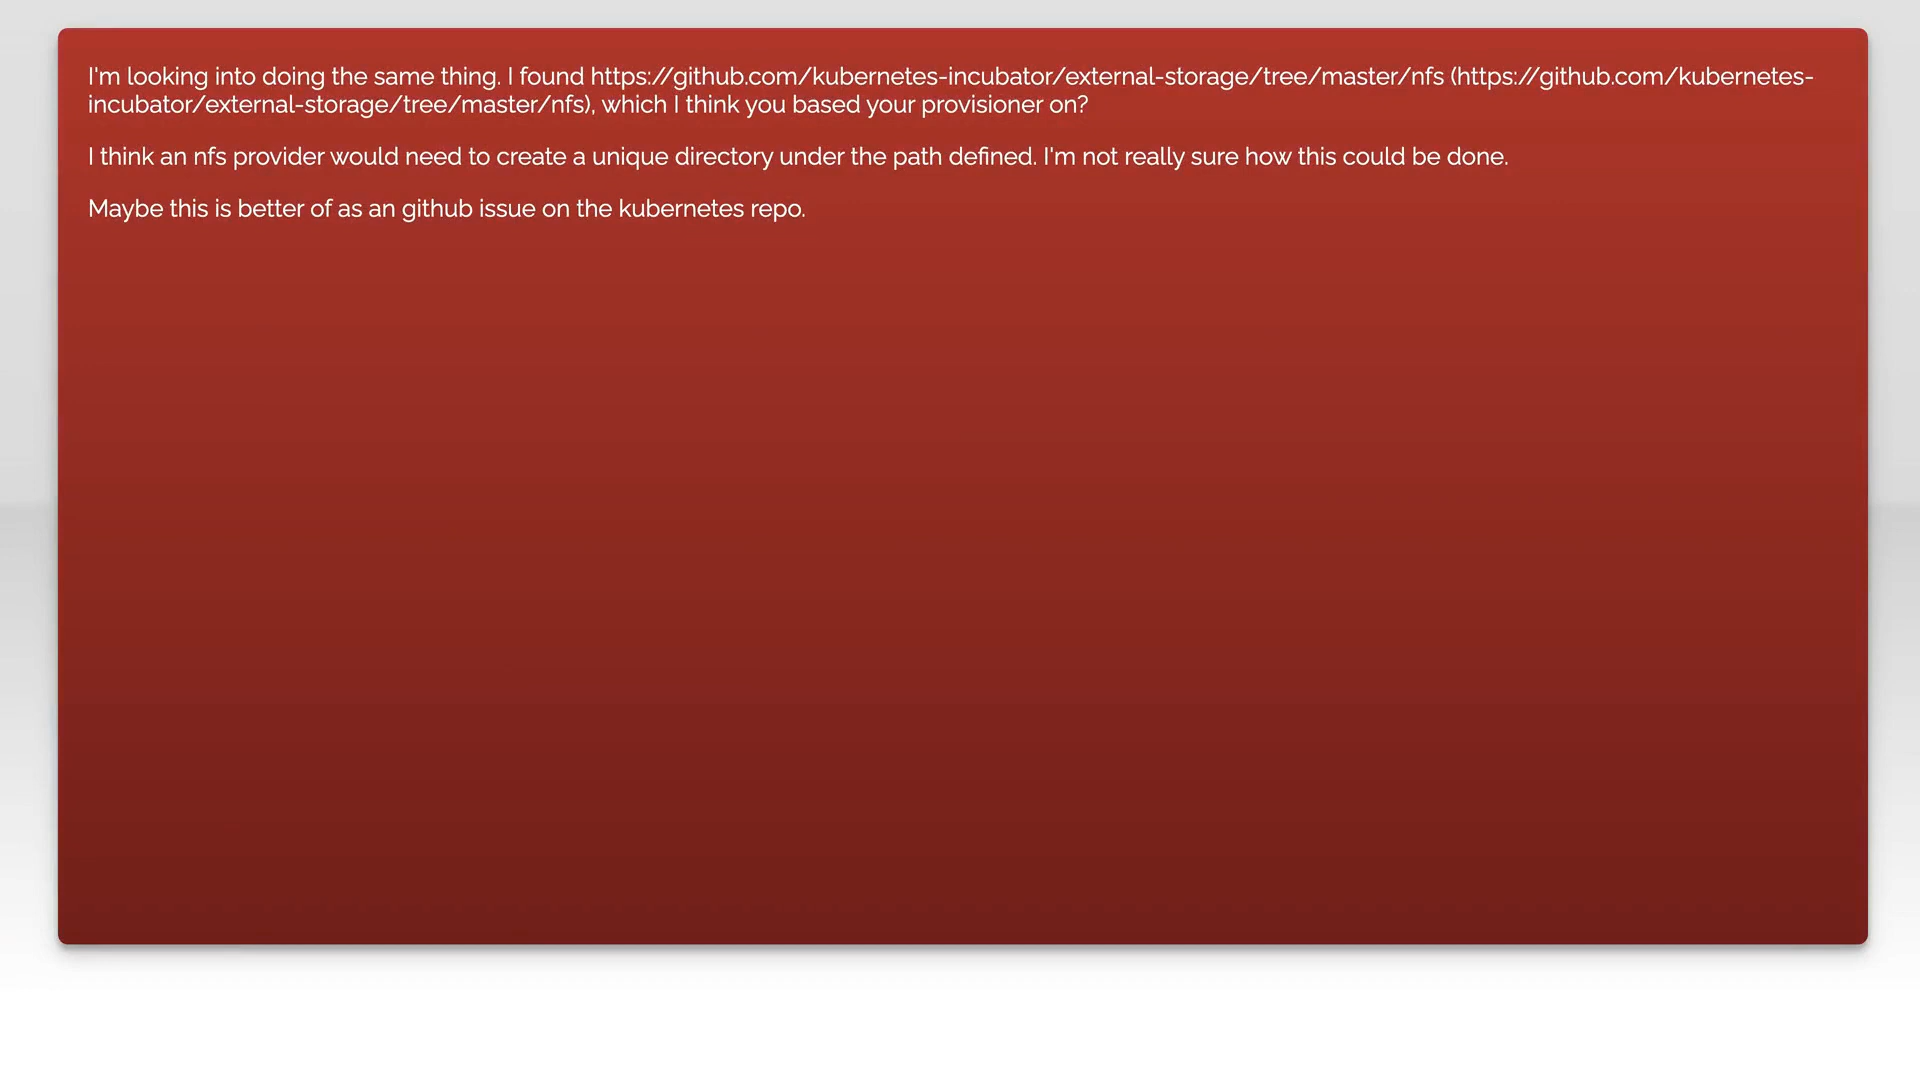 I'm looking into doing the same thing. I found https://github.com/kubernetes-incubator/external-storage/tree/master/nfs (https://github.com/kubernetes-
incubator/external-storage/tree/master/nfs), which I think you based your provisioner on?
I think an nfs provider would need to create a unique directory under the path defined. I'm not really sure how this could be done.
Maybe this is better of as an github issue on the kubernetes repo.